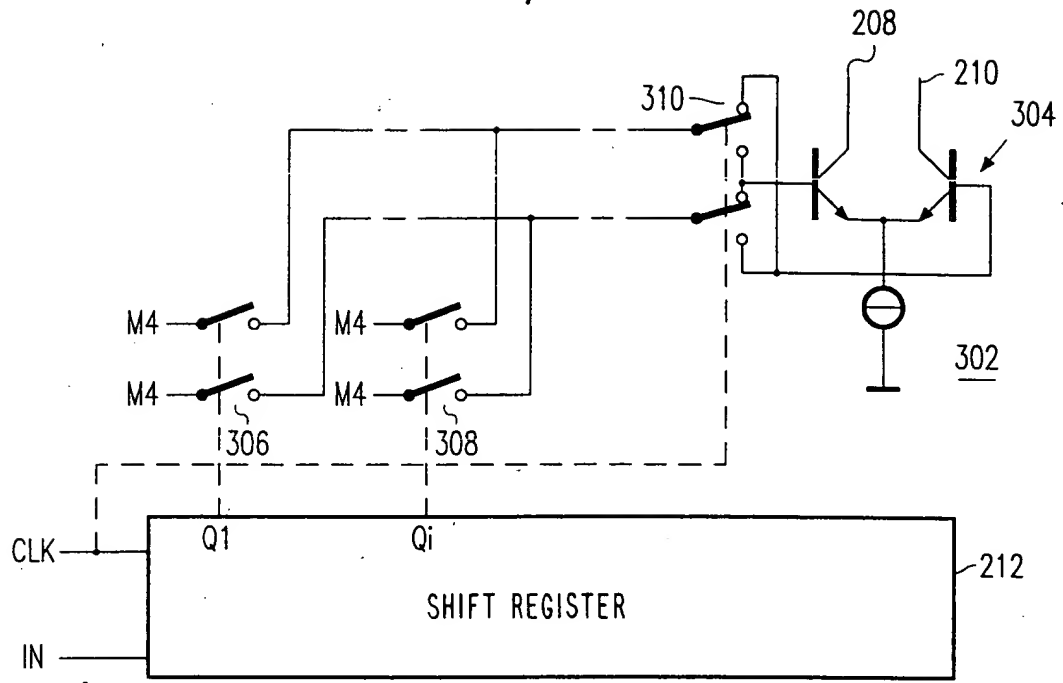 208
210
310
304
M4
M4
M4
M4
302
306
308
Q1
Qi
CLK
212
SHIFT REGISTER
IN